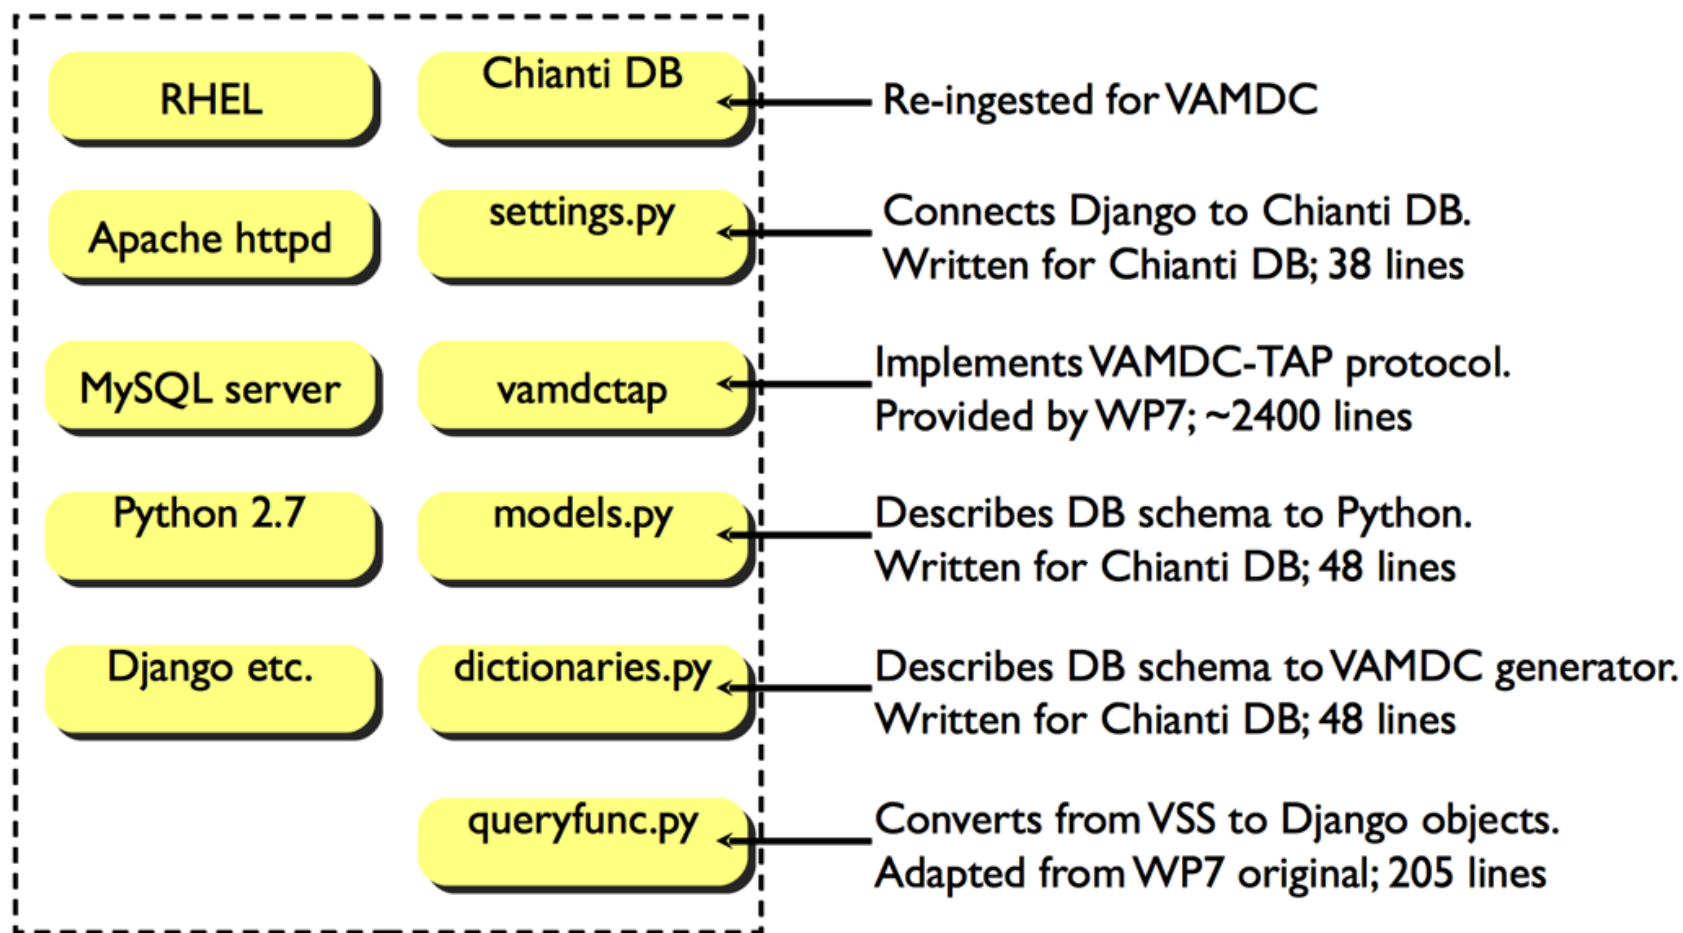 RHEL
Chianti DB
Re-ingested for VAMDC
Apache httpd
settings.py
Connects Django to Chianti DB.
Written for Chianti DB; 38 lines
MySQL server
vamdctap
Implements VAMDC-TAP protocol.
Provided by WP7; ~2400 lines
Python 2.7
models.py
Describes DB schema to Python.
Written for Chianti DB; 48 lines
Django etc.
dictionaries.py
Describes DB schema to VAMDC generator.
Written for Chianti DB; 48 lines
queryfunc.py
Converts from VSS to Django objects.
Adapted from WP7 original; 205 lines